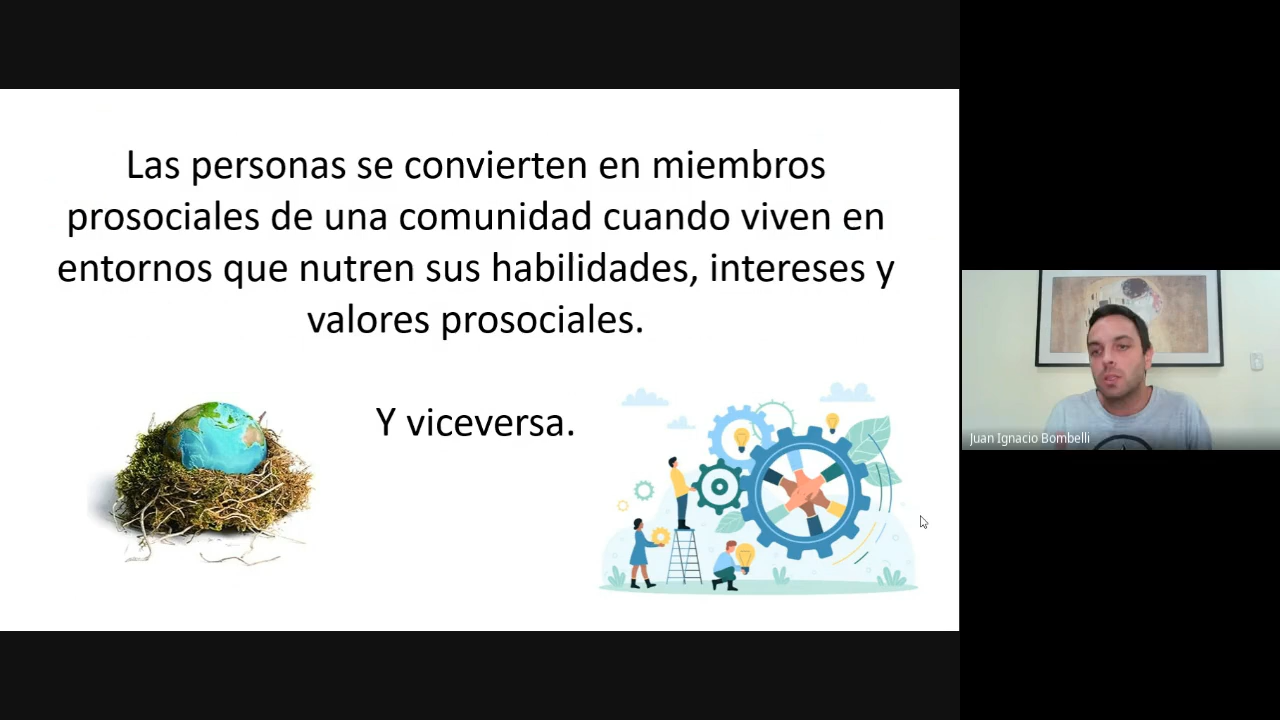 Las personas se convierten en miembros
prosociales de una comunidad cuando viven en
entornos que nutren sus habilidades, intereses y
valores prosociales.
Y viceversa.
Juan Ignacio Bombelli